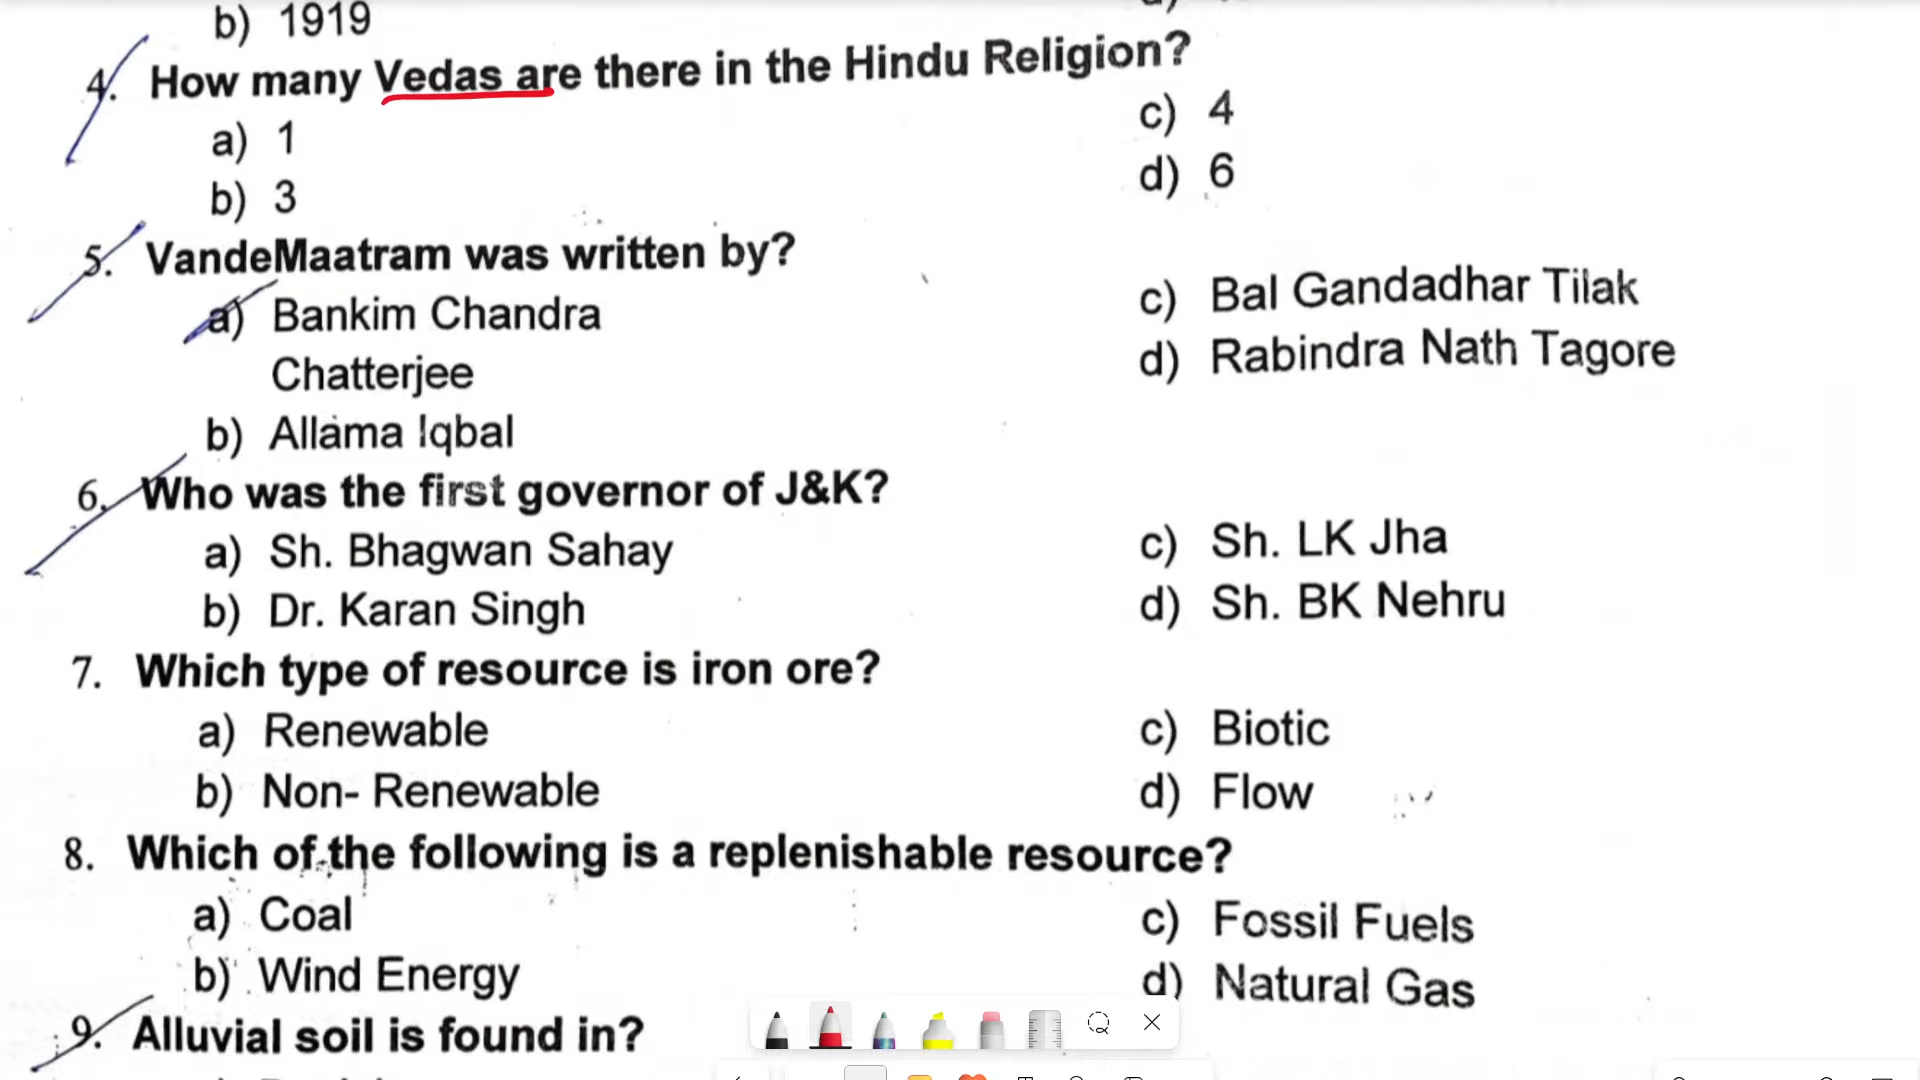 b) 1919
4. How many Vedas are there in the Hindu Religion?
a) 1
b) 3
c) 4
d) 6
5. VandeMaatram was written by?
a) Bankim Chandra
Chatterjee
b) Allama Iqbal
c) Bal Gandadhar Tilak
d) Rabindra Nath Tagore
6. Who was the first governor of J&K?
a) Sh. Bhagwan Sahay
b) Dr. Karan Singh
c) Sh. LK Jha
d) Sh. BK Nehru
7. Which type of resource is iron ore?
a) Renewable
b) Non- Renewable
c) Biotic
d) Flow
8. Which of the following is a replenishable resource?
a) Coal
b) Wind Energy
c) Fossil Fuels
d) Natural Gas
9. Alluvial soil is found in?